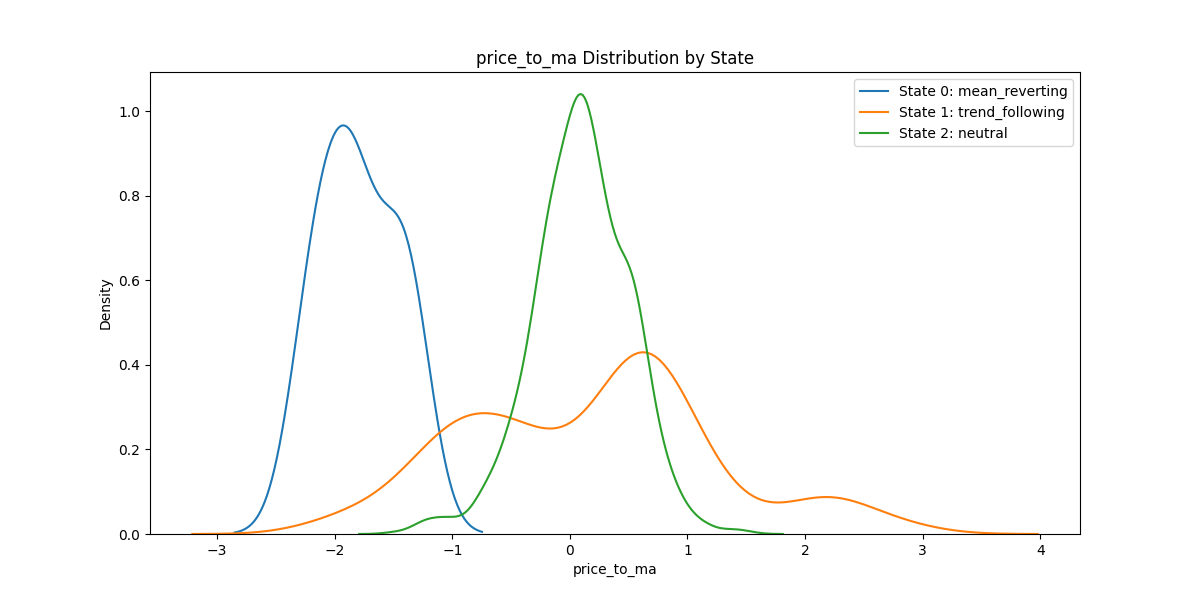 price_to_ma Distribution by State
State 0: mean_reverting
State 1: trend_following
State 2: neutral
Density
1.0
0.8
0.6
0.4
0.2
0.0
−3
−2
−1
0
1
2
3
4
price_to_ma